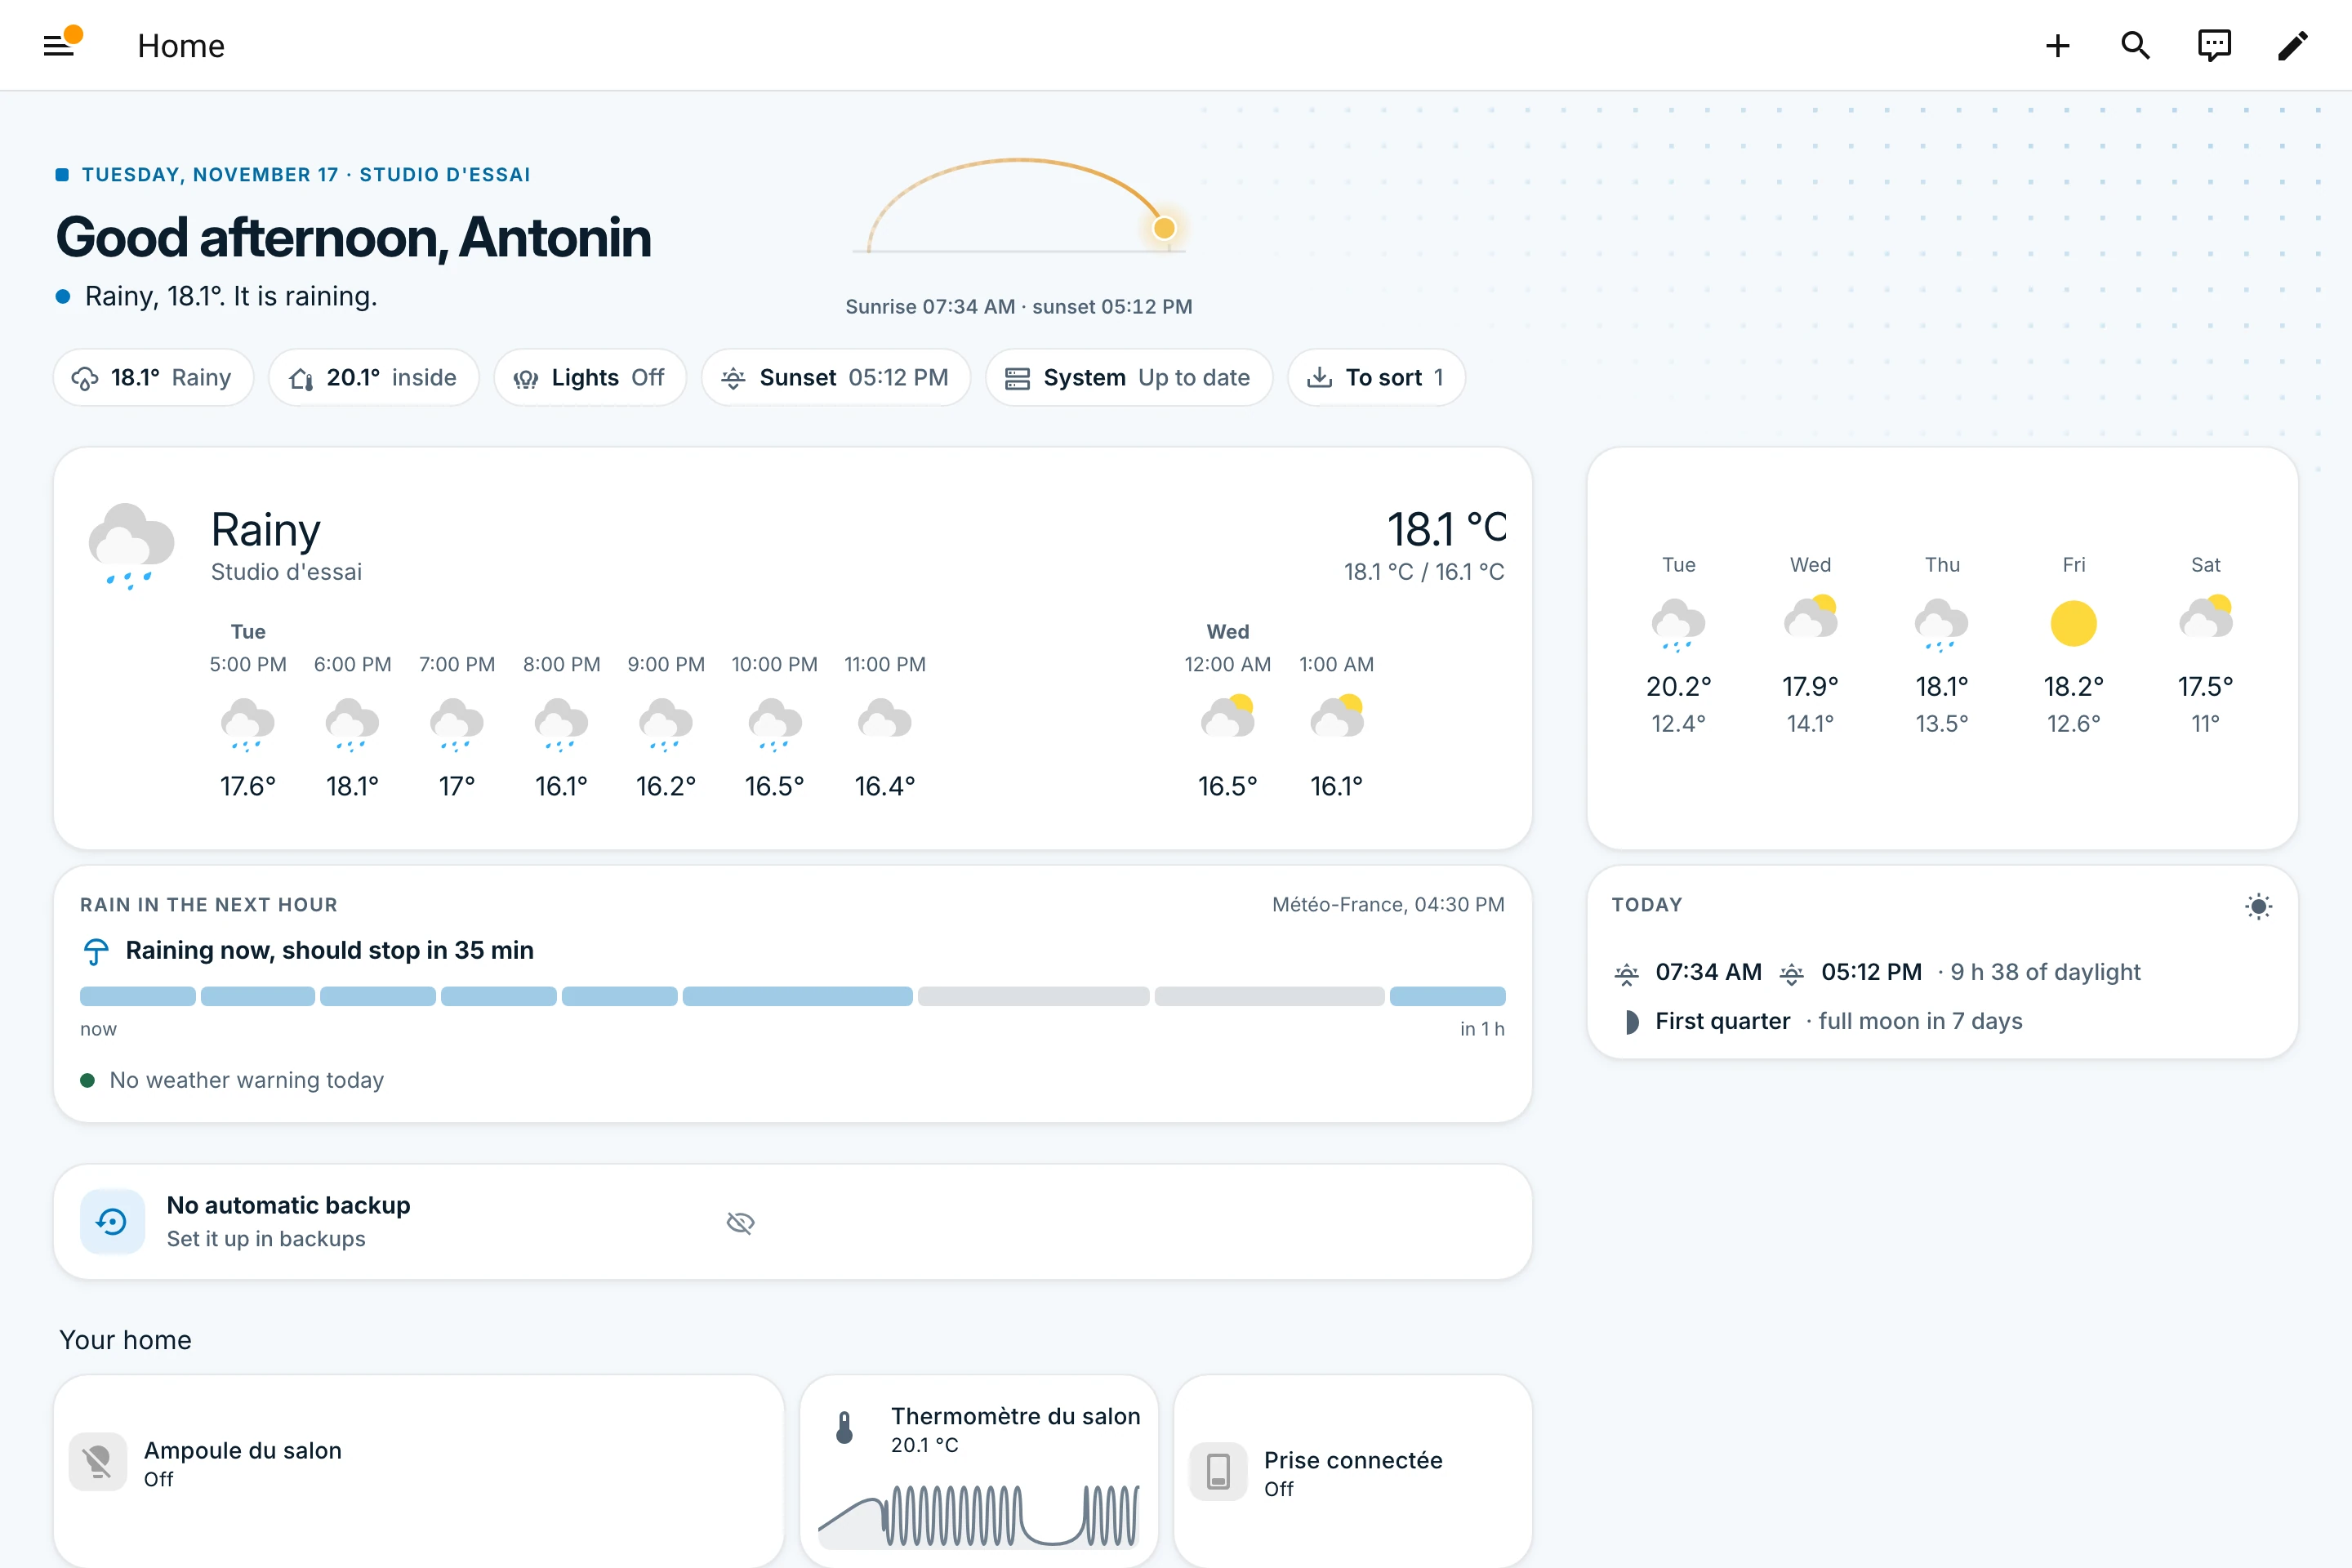 Home
TUESDAY, NOVEMBER 17 · STUDIO D'ESSAI
Good afternoon, Antonin
Rainy, 18.1°. It is raining.
Sunrise 07:34 AM · sunset 05:12 PM
18.1° Rainy
20.1° inside
Lights Off
Sunset 05:12 PM
System Up to date
To sort 1
Rainy
Studio d'essai
18.1 °C
18.1 °C / 16.1 °C
Tue Wed
5:00 PM 6:00 PM 7:00 PM 8:00 PM 9:00 PM 10:00 PM 11:00 PM 12:00 AM 1:00 AM
17.6° 18.1° 17° 16.1° 16.2° 16.5° 16.4° 16.5° 16.1°
Tue Wed Thu Fri Sat
20.2° 17.9° 18.1° 18.2° 17.5°
12.4° 14.1° 13.5° 12.6° 11°
RAIN IN THE NEXT HOUR
Météo-France, 04:30 PM
Raining now, should stop in 35 min
now in 1 h
No weather warning today
TODAY
07:34 AM 05:12 PM · 9 h 38 of daylight
First quarter · full moon in 7 days
No automatic backup
Set it up in backups
Your home
Ampoule du salon
Off
Thermomètre du salon
20.1 °C
Prise connectée
Off